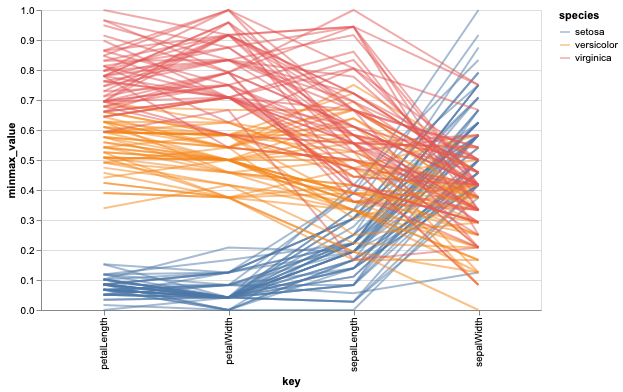 1.0
0.9
0.8
0.7
0.6
0.5
0.4
0.3
0.2
0.1
0.0
minmax_value
petalLength
petalWidth
sepalLength
sepalWidth
key
species
setosa
versicolor
virginica